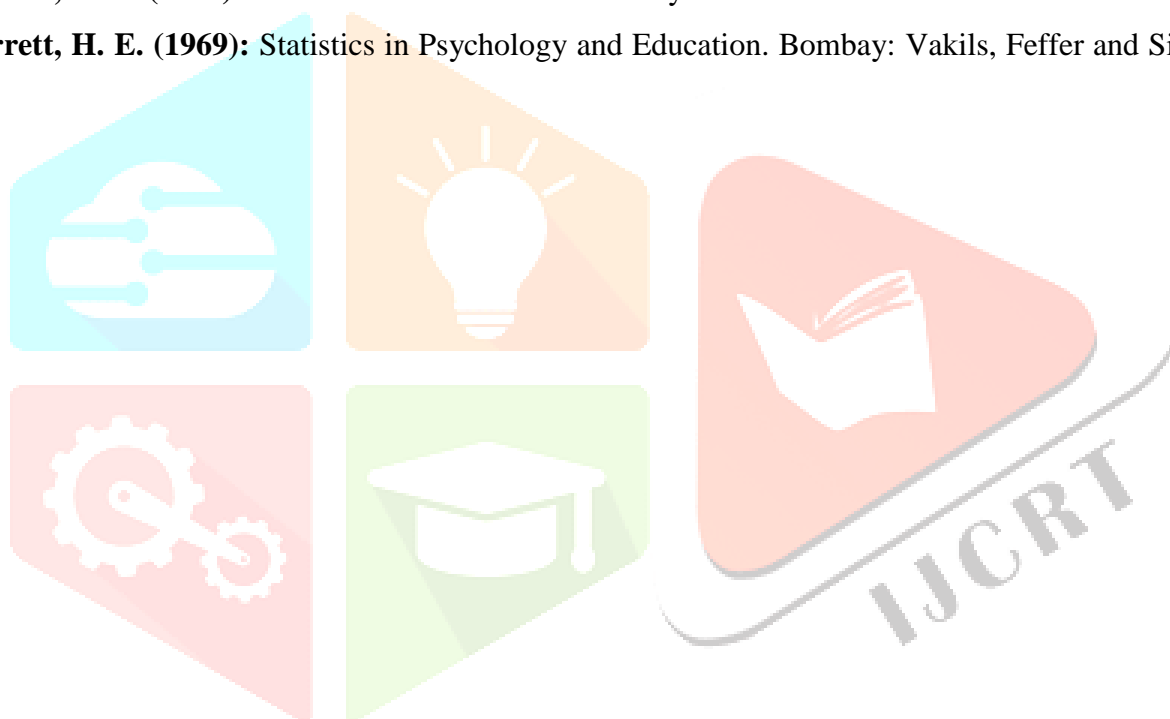 rrett, H. E. (1969): Statistics in Psychology and Education. Bombay: Vakils, Feffer and Si
IJCRT